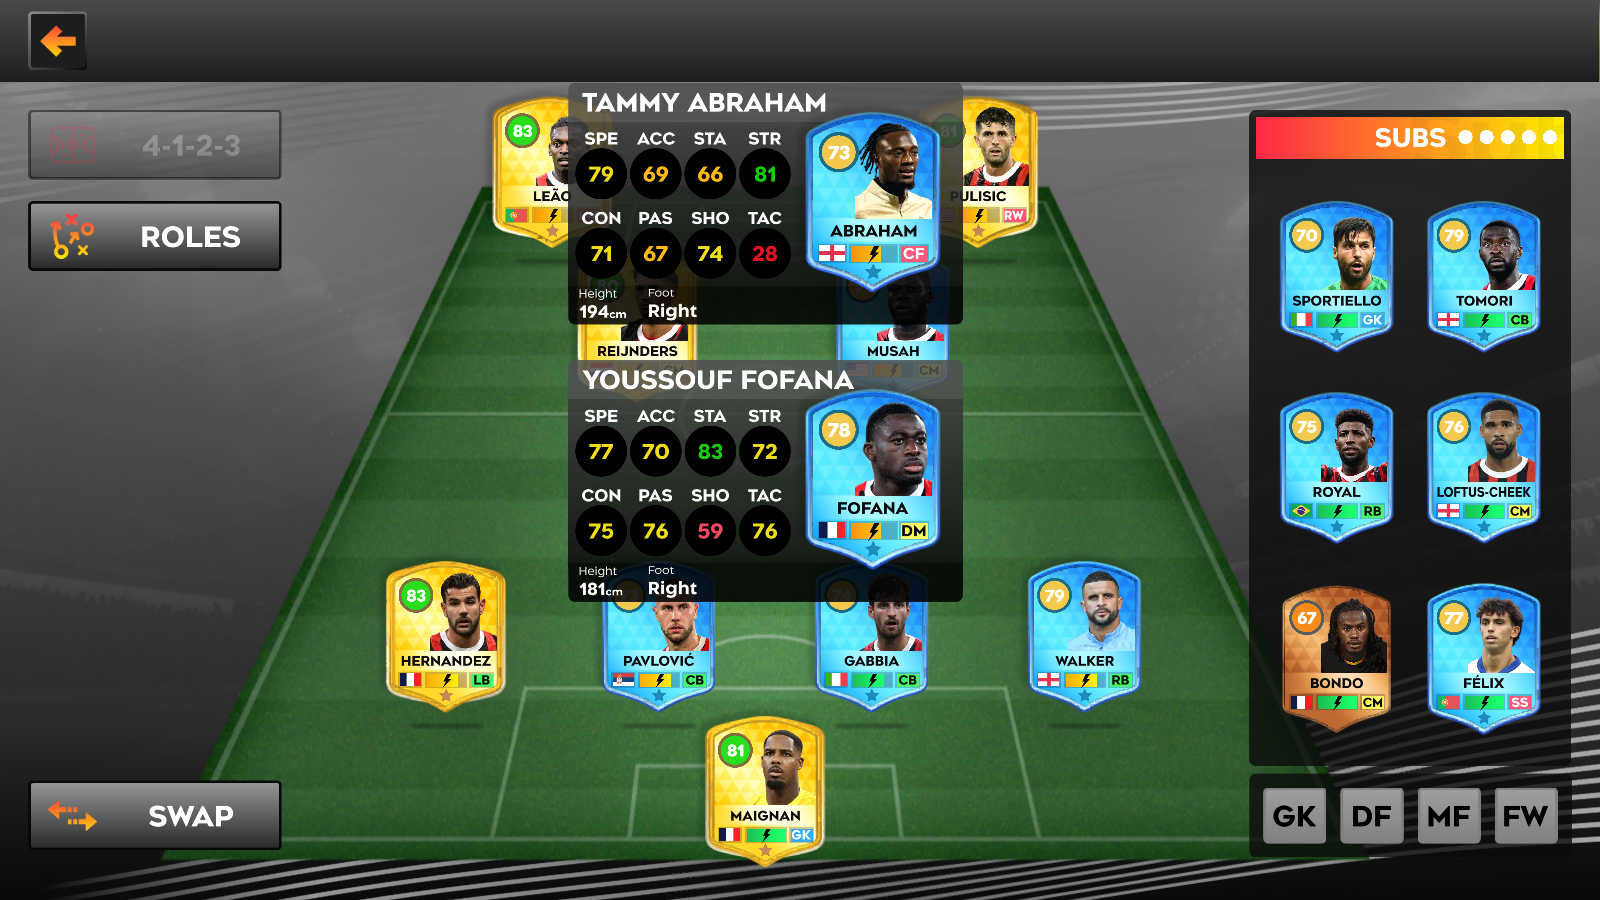 4-1-2-3
ROLES
SWAP
83
LEÃO
81
PULISIC
RW
TAMMY ABRAHAM
SPE ACC STA STR
79 69 66 81
CON PAS SHO TAC
71 67 74 28
Height Foot
194cm Right
73
ABRAHAM
CF
REIJNDERS
CM
MUSAH
CM
YOUSSOUF FOFANA
SPE ACC STA STR
77 70 83 72
CON PAS SHO TAC
75 76 59 76
Height Foot
181cm Right
78
FOFANA
DM
83
HERNANDEZ
LB
PAVLOVIĆ
CB
GABBIA
CB
79
WALKER
RB
81
MAIGNAN
GK
SUBS
70
SPORTIELLO
GK
79
TOMORI
CB
75
ROYAL
RB
76
LOFTUS-CHEEK
CM
67
BONDO
CM
77
FÉLIX
SS
GK DF MF FW